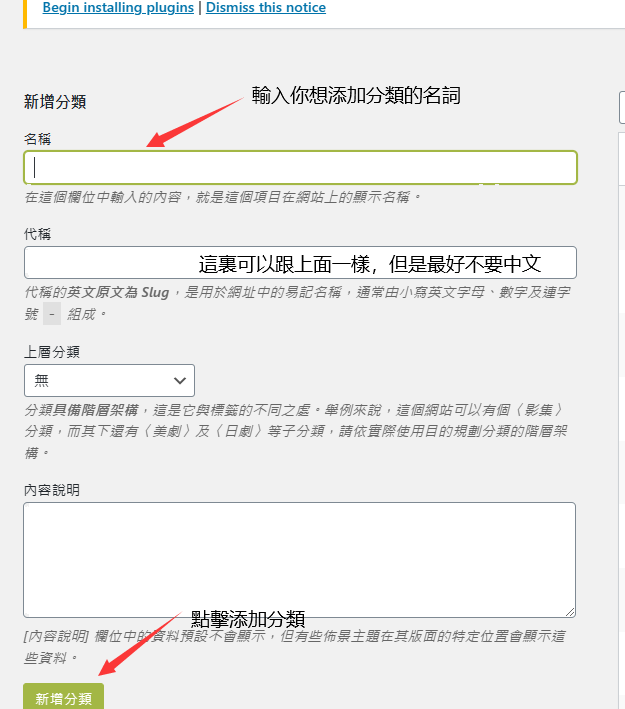 Begin installing plugins | Dismiss this notice
輸入你想添加分類的名詞
新增分類
名稱
在這個欄位中輸入的內容，就是這個項目在網站上的顯示名稱。
代稱
這裏可以跟上面一樣，但是最好不要中文
代稱的英文原文為 Slug，是用於網址中的易記名稱，通常由小寫英文字母、數字及連字
號 - 組成。
上層分類
無
分類具備階層架構，這是它與標籤的不同之處。舉例來說，這個網站可以有個〈影集〉
分類，而其下還有〈美劇〉及〈日劇〉等子分類，請依實際使用目的規劃分類的階層架
構。
內容說明
點擊添加分類
[內容說明] 欄位中的資料預設不會顯示，但有些佈景主題在其版面的特定位置會顯示這
些資料。
新增分類